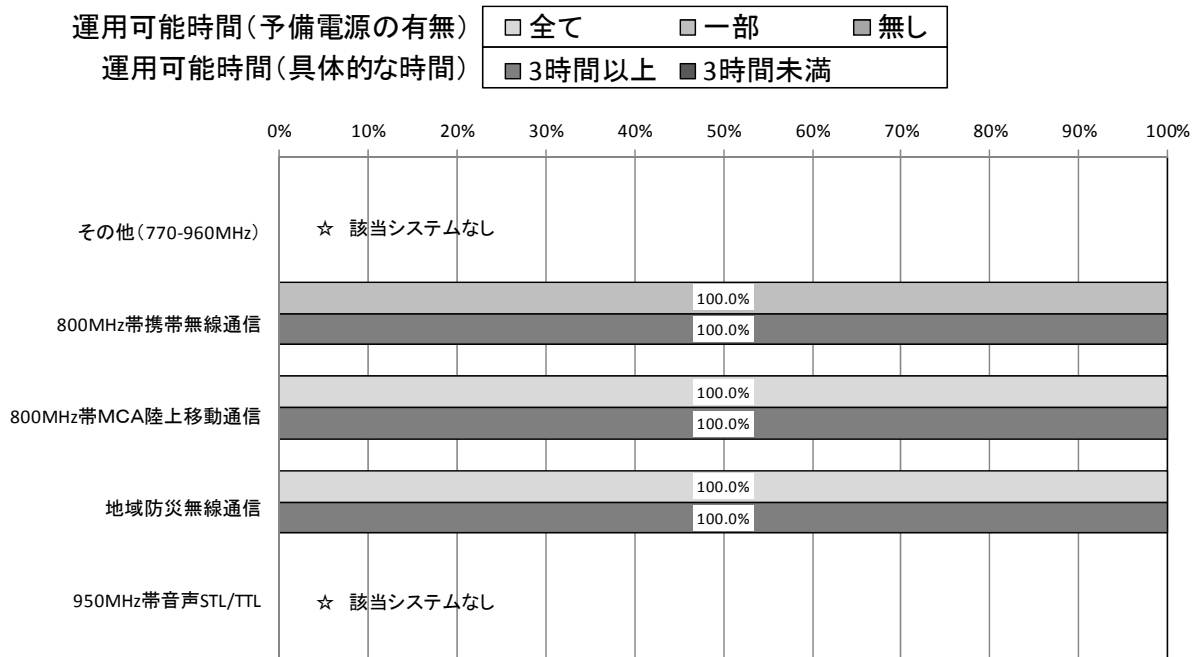 運用可能時間(予備電源の有無) 全て 一部 無し
運用可能時間(具体的な時間) 3時間以上 3時間未満
0% 10% 20% 30% 40% 50% 60% 70% 80% 90% 100%
その他(770-960MHz) ☆ 該当システムなし
100.0%
800MHz帯携帯無線通信
100.0%
100.0%
800MHz帯MCA陸上移動通信
100.0%
100.0%
地域防災無線通信
100.0%
950MHz帯音声STL/TTL ☆ 該当システムなし